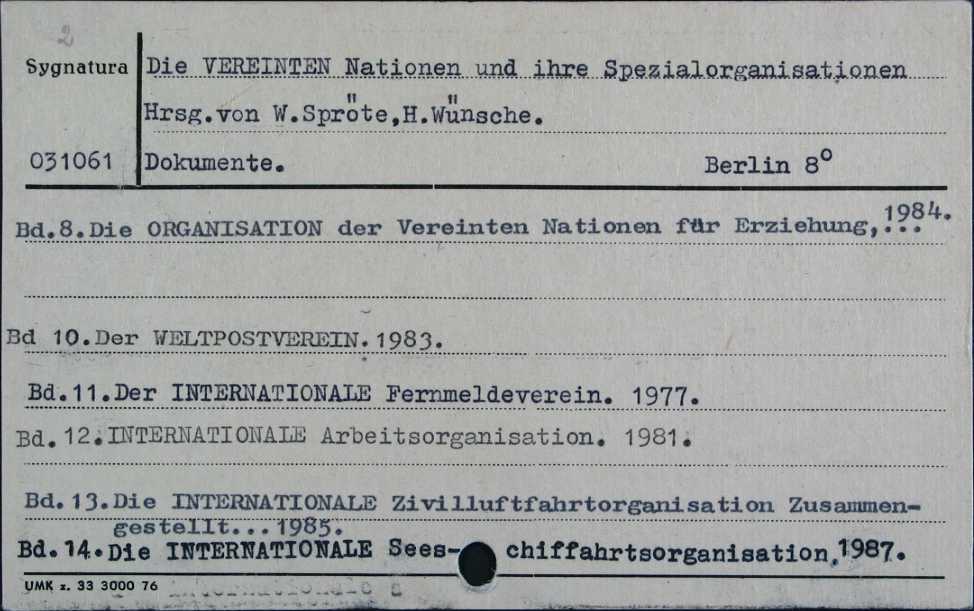 2
Sygnatura Die VEREINTEN Nationen und ihre Spezialorganisationen
Hrsg.von W.Spröte,H.Wünsche.
031061 Dokumente. Berlin 8°
Bd.8.Die ORGANISATION der Vereinten Nationen für Erziehung,... 1984.
Bd 10.Der WELTPOSTVEREIN. 1983.
Bd.11.Der INTERNATIONALE Fernmeldeverein. 1977.
Bd.12.INTERNATIONALE Arbeitsorganisation. 1981.
Bd.13.Die INTERNATIONALE Zivilluftfahrtorganisation Zusammen-
gestellt...1985.
Bd.14.Die INTERNATIONALE Sees- chiffahrtsorganisation,1987.
UMK z. 33 3000 76